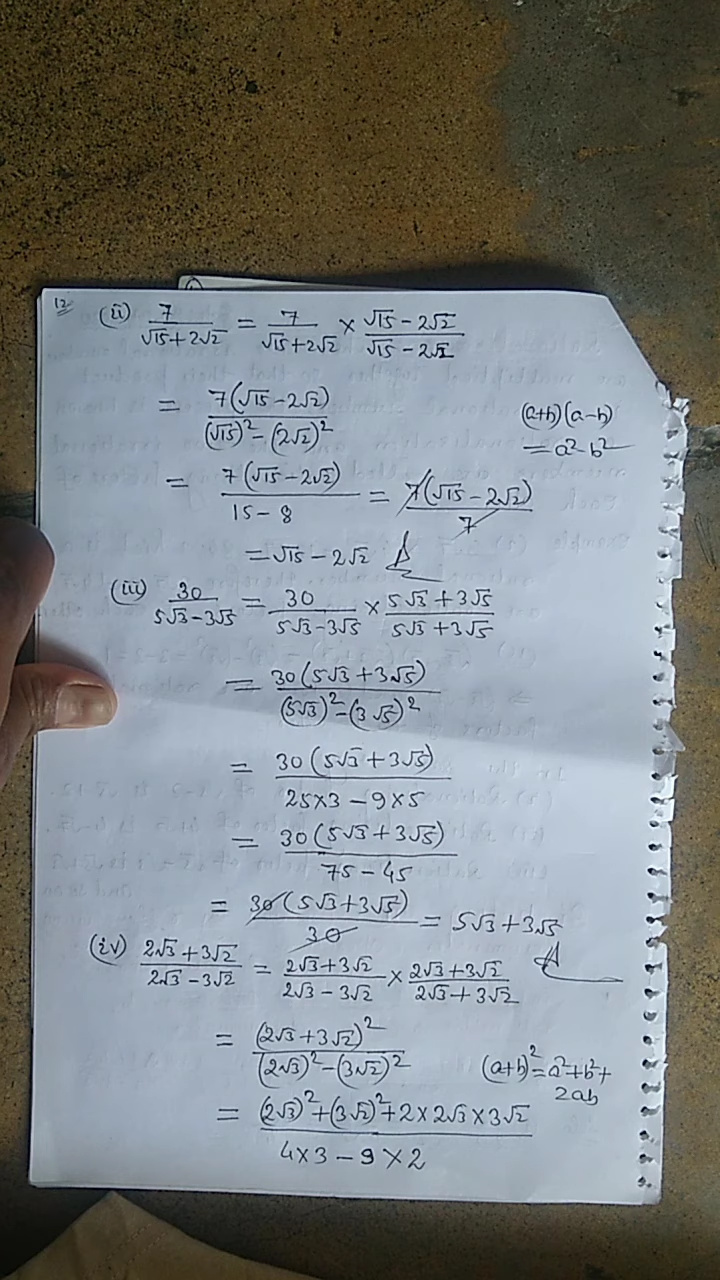 12.
(ii) 7/(√15+2√2) = 7/(√15+2√2) × (√15-2√2)/(√15-2√2)
= 7(√15-2√2)/((√15)²-(2√2)²)
(a+b)(a-b)
= a²-b²
= 7(√15-2√2)/(15-8) = 7(√15-2√2)/7
= √15-2√2 A
(iii) 30/(5√3-3√5) = 30/(5√3-3√5) × (5√3+3√5)/(5√3+3√5)
= 30(5√3+3√5)/((5√3)²-(3√5)²)
= 30(5√3+3√5)/(25×3-9×5)
= 30(5√3+3√5)/(75-45)
= 30(5√3+3√5)/30 = 5√3+3√5
A
(iv) (2√3+3√2)/(2√3-3√2) = (2√3+3√2)/(2√3-3√2) × (2√3+3√2)/(2√3+3√2)
= (2√3+3√2)²/((2√3)²-(3√2)²)
(a+b)²=a²+b²+
2ab
= ((2√3)²+(3√2)²+2×2√3×3√2)/(4×3-9×2)